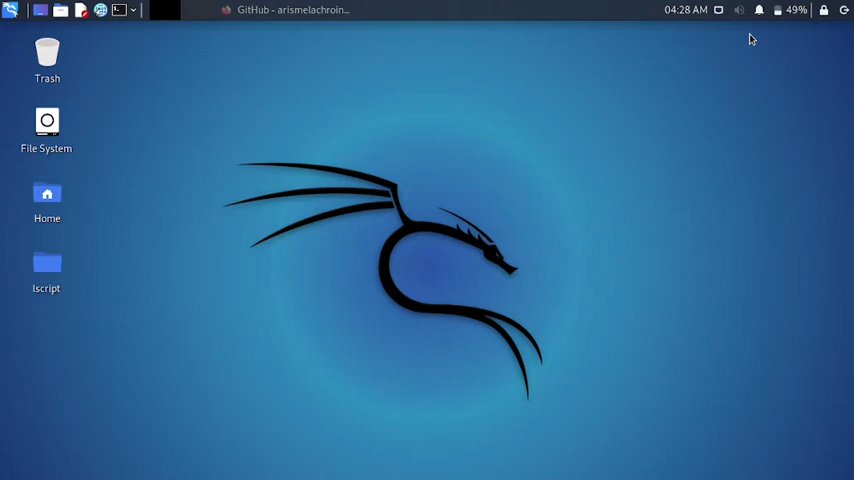 GitHub - arismelachroin...
04:28 AM
49%
Trash
File System
Home
lscript